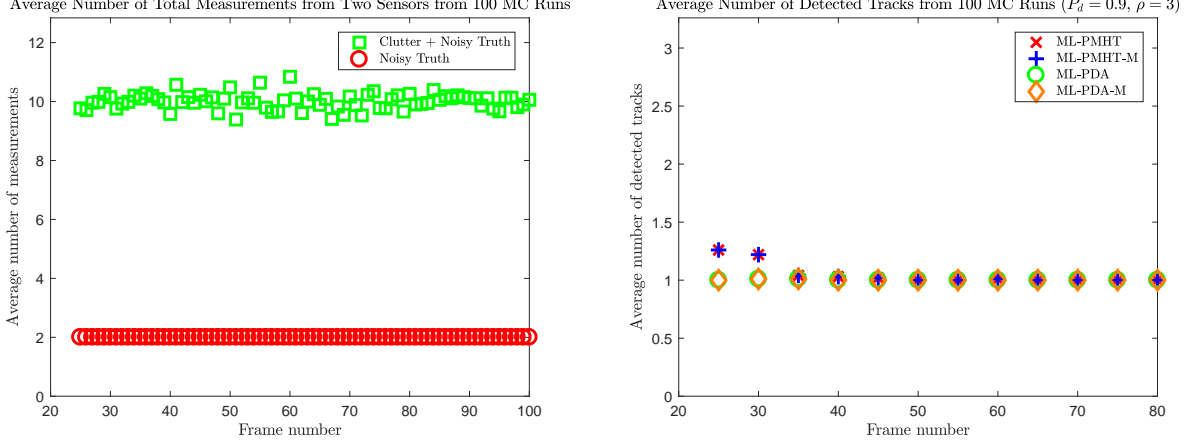 Average Number of Total Measurements from Two Sensors from 100 MC Runs
12
10
8
6
4
2
0
20
30
40
50
60
70
80
90
100
Average number of measurements
Frame number
Clutter + Noisy Truth
Noisy Truth
Average Number of Detected Tracks from 100 MC Runs (P_d = 0.9, ρ = 3)
3
2.5
2
1.5
1
0.5
0
20
30
40
50
60
70
80
Average number of detected tracks
Frame number
ML-PMHT
ML-PMHT-M
ML-PDA
ML-PDA-M